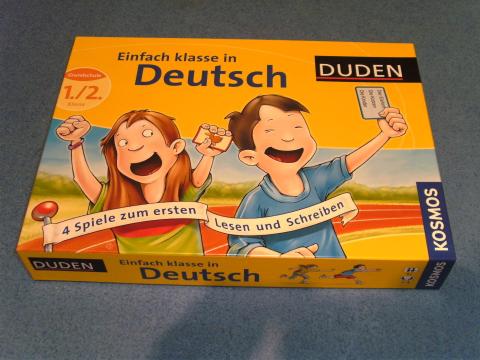 Einfach klasse in
Deutsch
DUDEN
Grundschule
1./2.
Klasse
4 Spiele zum ersten
Lesen und Schreiben
KOSMOS
DUDEN
Einfach klasse in
Deutsch
KOSMOS